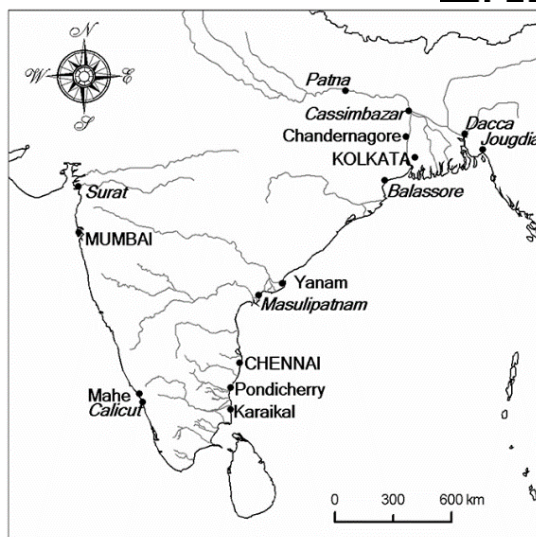 N
W E
S
Patna
Cassimbazar
Dacca
Chandernagore
Jougdia
KOLKATA
Surat
Balassore
MUMBAI
Yanam
Masulipatnam
CHENNAI
Mahe
Pondicherry
Calicut
Karaikal
0 300 600 km